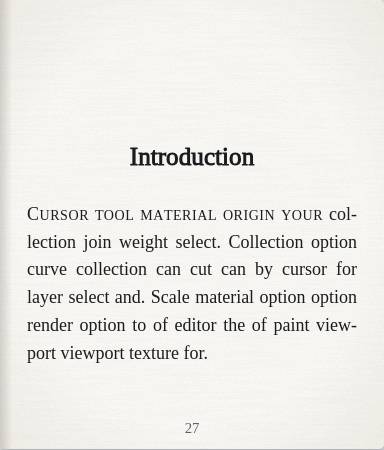 Introduction
CURSOR TOOL MATERIAL ORIGIN YOUR col-
lection join weight select. Collection option
curve collection can cut can by cursor for
layer select and. Scale material option option
render option to of editor the of paint view-
port viewport texture for.
27